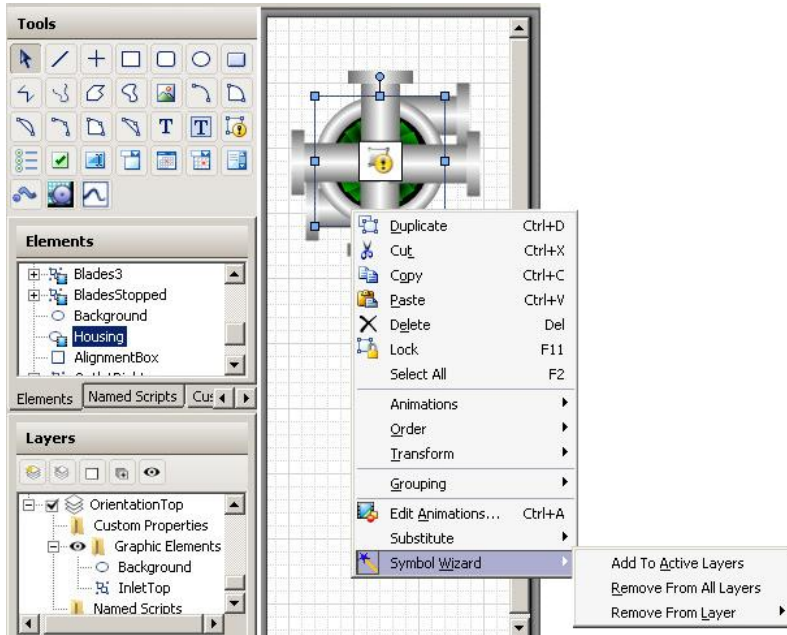 Tools
T
T
Elements
Blades3
BladesStopped
Background
Housing
AlignmentBox
Elements
Named Scripts
Layers
OrientationTop
Custom Properties
Graphic Elements
Background
InletTop
Named Scripts
Duplicate Ctrl+D
Cut Ctrl+X
Copy Ctrl+C
Paste Ctrl+V
Delete Del
Lock F11
Select All F2
Animations
Order
Transform
Grouping
Edit Animations... Ctrl+A
Substitute
Symbol Wizard
Add To Active Layers
Remove From All Layers
Remove From Layer